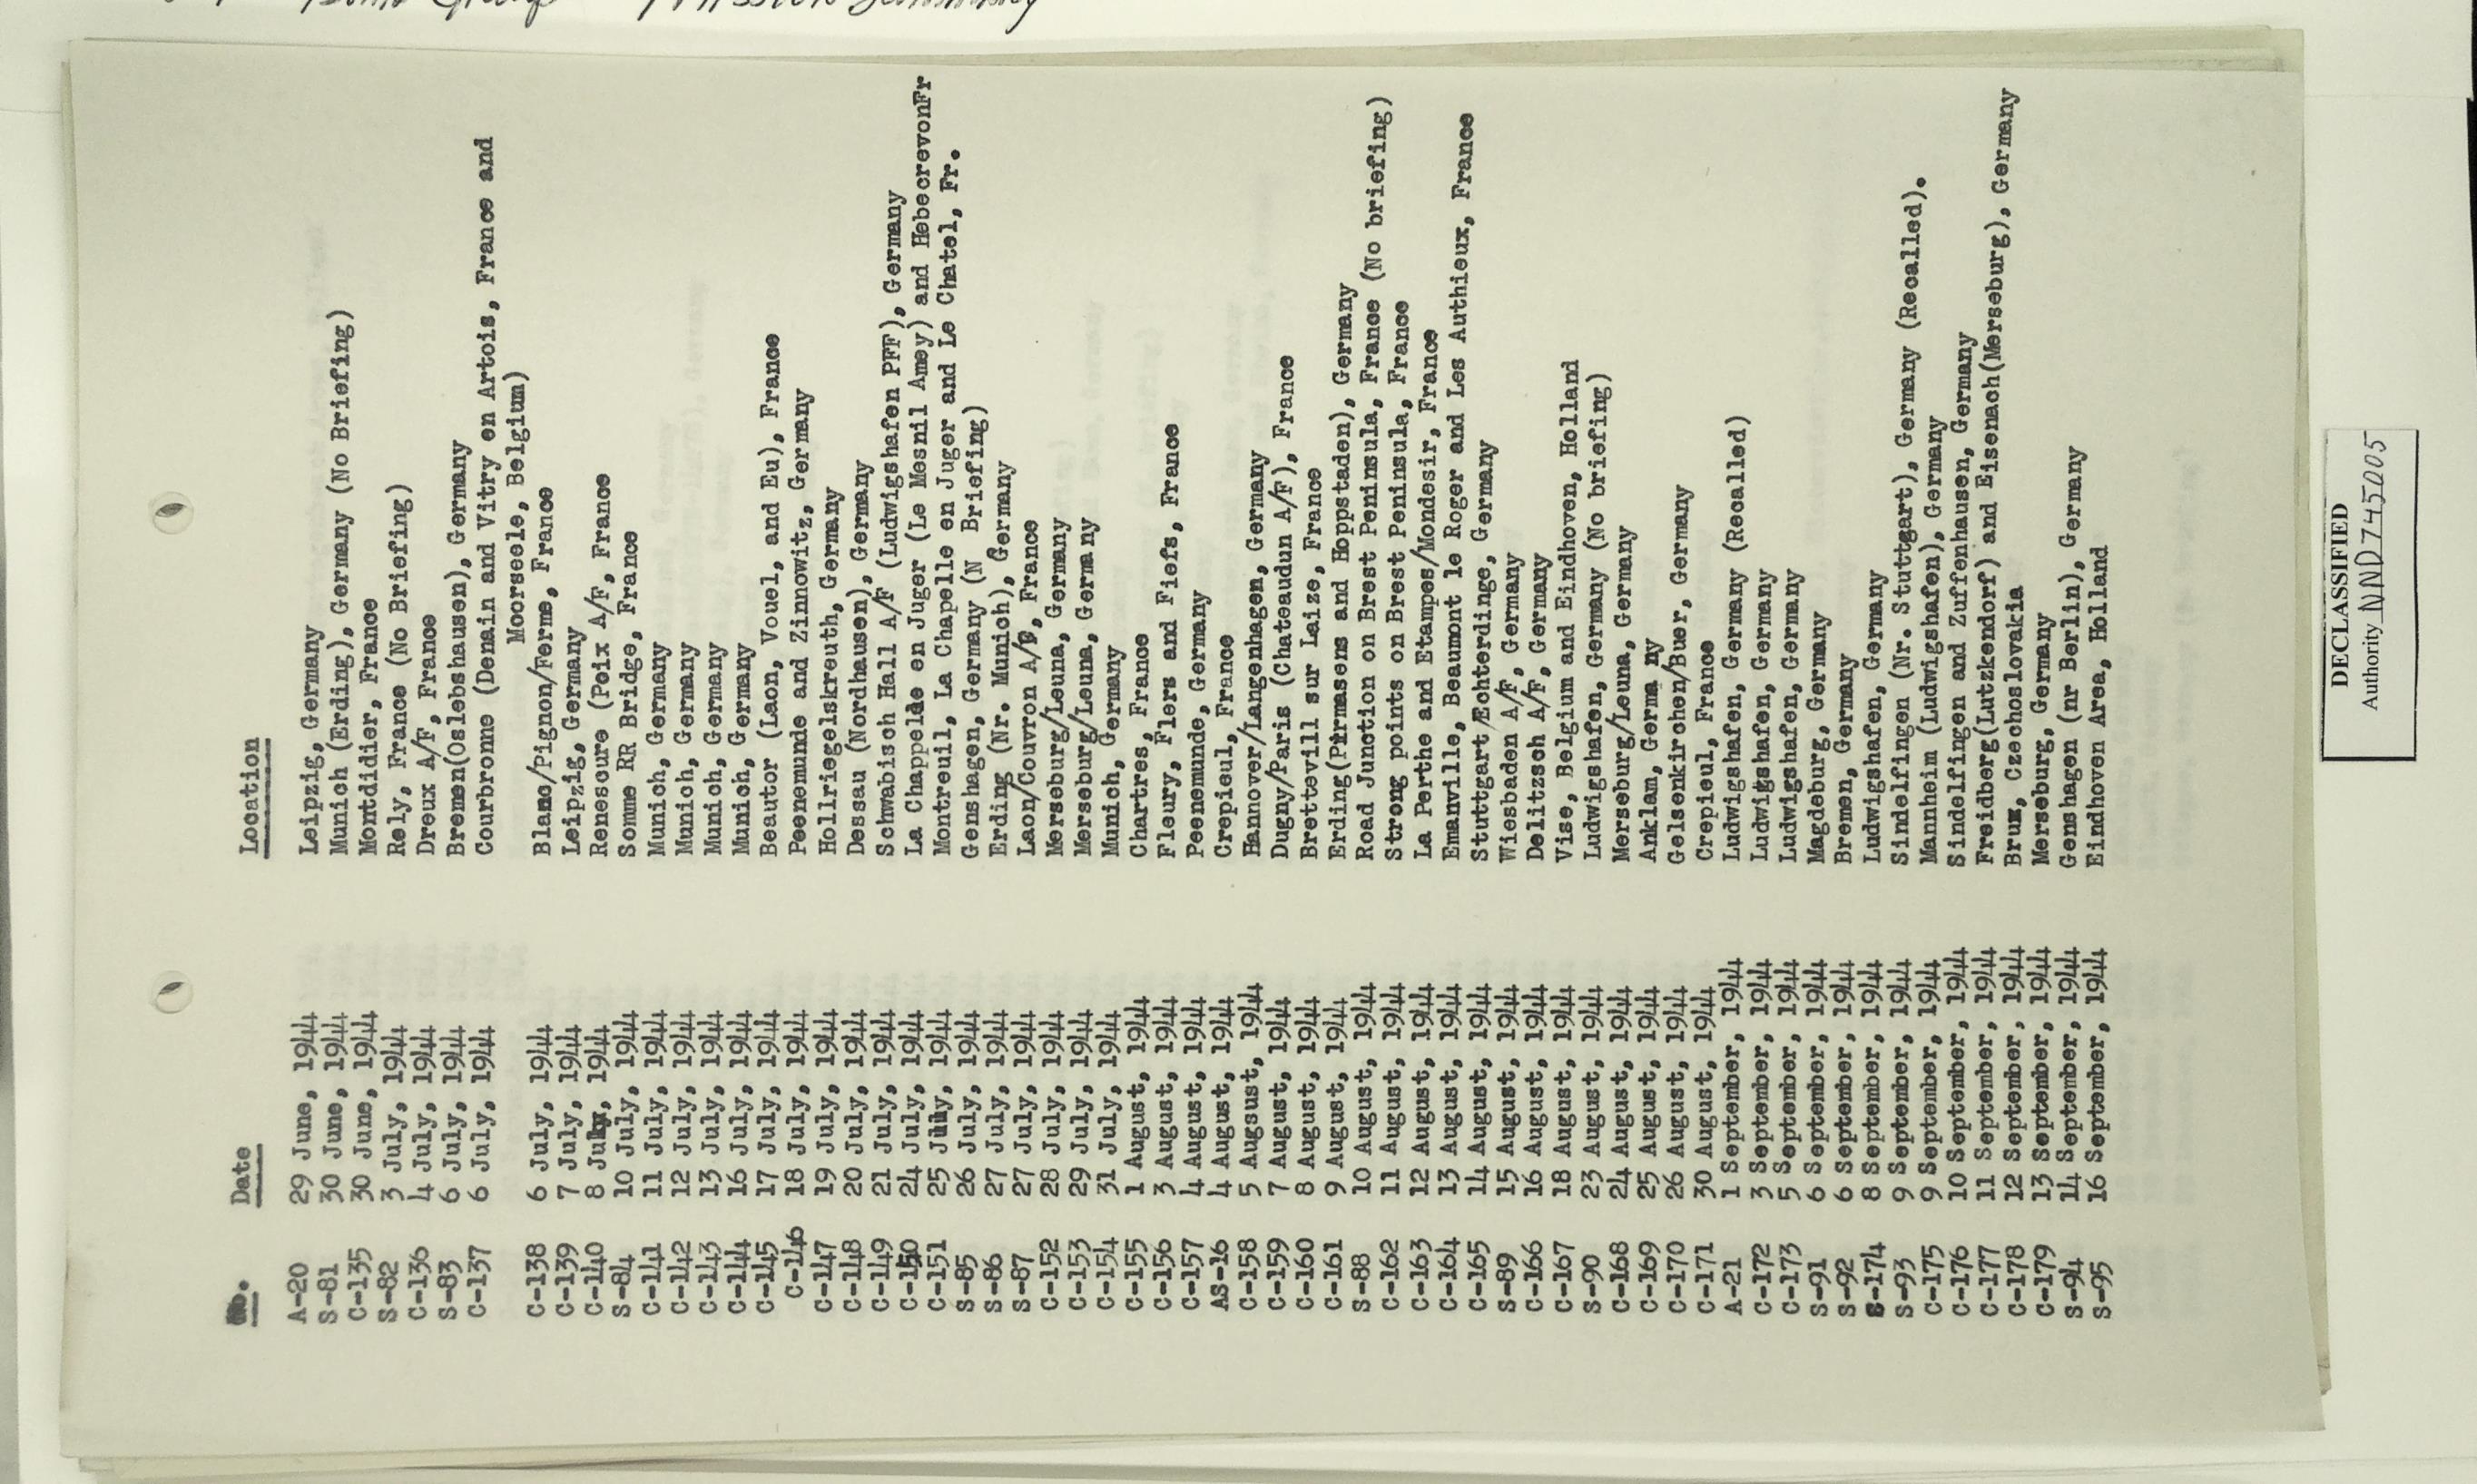 Bomb Group Mission Summary
No. Date Location
A-20 29 June, 1944 Leipzig, Germany
S-81 30 June, 1944 Munich (Erding), Germany (No Briefing)
C-135 30 June, 1944 Montdidier, France
S-82 3 July, 1944 Rely, France (No Briefing)
C-136 4 July, 1944 Dreux A/F, France
S-83 6 July, 1944 Bremen(Oslebshausen), Germany
C-137 6 July, 1944 Courbronne (Denain and Vitry en Artois, France and
Moorseele, Belgium)
C-138 6 July, 1944 Blanc/Pignon/Ferme, France
C-139 7 July, 1944 Leipzig, Germany
C-140 8 July, 1944 Renescure (Poix A/F, France
S-84 10 July, 1944 Somme RR Bridge, France
C-141 11 July, 1944 Munich, Germany
C-142 12 July, 1944 Munich, Germany
C-143 13 July, 1944 Munich, Germany
C-144 16 July, 1944 Munich, Germany
C-145 17 July, 1944 Beautor (Laon, Vouel, and Eu), France
C-146 18 July, 1944 Peenemunde and Zinnowitz, Germany
C-147 19 July, 1944 Hollriegelskreuth, Germany
C-148 20 July, 1944 Dessau (Nordhausen), Germany
C-149 21 July, 1944 Schwabisch Hall A/F (Ludwigshafen PFF), Germany
C-150 24 July, 1944 La Chappelle en Juger (Le Mesnil Amey) and HebecrevonFr
C-151 25 July, 1944 Montreuil, La Chapelle en Juger and Le Chatel, Fr.
S-85 26 July, 1944 Genshagen, Germany (N Briefing)
S-86 27 July, 1944 Erding (Nr. Munich), Germany
S-87 27 July, 1944 Laon/Couvron A/F, France
C-152 28 July, 1944 Merseburg/Leuna, Germany
C-153 29 July, 1944 Merseburg/Leuna, Germany
C-154 31 July, 1944 Munich, Germany
C-155 1 August, 1944 Chartres, France
C-156 3 August, 1944 Fleury, Flers and Fiefs, France
C-157 4 August, 1944 Peenemunde, Germany
AS-16 4 August, 1944 Crepieul, France
C-158 5 Augsust, 1944 Hannover/Langenhagen, Germany
C-159 7 August, 1944 Dugny/Paris (Chateaudun A/F), France
C-160 8 August, 1944 Brettevill sur Laize, France
C-161 9 August, 1944 Erding(Pirmasens and Hoppstaden), Germany
S-88 10 August, 1944 Road Junction on Brest Peninsula, France (No briefing)
C-162 11 August, 1944 Strong points on Brest Peninsula, France
C-163 12 August, 1944 La Perthe and Etampes/Mondesir, France
C-164 13 August, 1944 Emanville, Beaumont le Roger and Les Authieux, France
C-165 14 August, 1944 Stuttgart/Echterdinge, Germany
S-89 15 August, 1944 Wiesbaden A/F, Germany
C-166 16 August, 1944 Delitzsch A/F, Germany
C-167 18 August, 1944 Vise, Belgium and Eindhoven, Holland
S-90 23 August, 1944 Ludwigshafen, Germany (No briefing)
C-168 24 August, 1944 Merseburg/Leuna, Germany
C-169 25 August, 1944 Anklam, Germa ny
C-170 26 August, 1944 Gelsenkirchen/Buer, Germany
C-171 30 August, 1944 Crepieul, France
A-21 1 September, 1944 Ludwigshafen, Germany (Recalled)
C-172 3 September, 1944 Ludwigshafen, Germany
C-173 5 September, 1944 Ludwigshafen, Germany
S-91 6 September, 1944 Magdeburg, Germany
S-92 6 September, 1944 Bremen, Germany
C-174 8 September, 1944 Ludwigshafen, Germany
S-93 9 September, 1944 Sindelfingen (Nr. Stuttgart), Germany (Recalled).
C-175 9 September, 1944 Mannheim (Ludwigshafen), Germany
C-176 10 September, 1944 Sindelfingen and Zuffenhausen, Germany
C-177 11 September, 1944 Freidberg(Lutzkendorf) and Eisenach(Merseburg), Germany
C-178 12 September, 1944 Brux, Czechoslovakia
C-179 13 September, 1944 Merseburg, Germany
S-94 14 September, 1944 Genshagen (nr Berlin), Germany
S-95 16 September, 1944 Eindhoven Area, Holland
DECLASSIFIED
Authority NND 745005